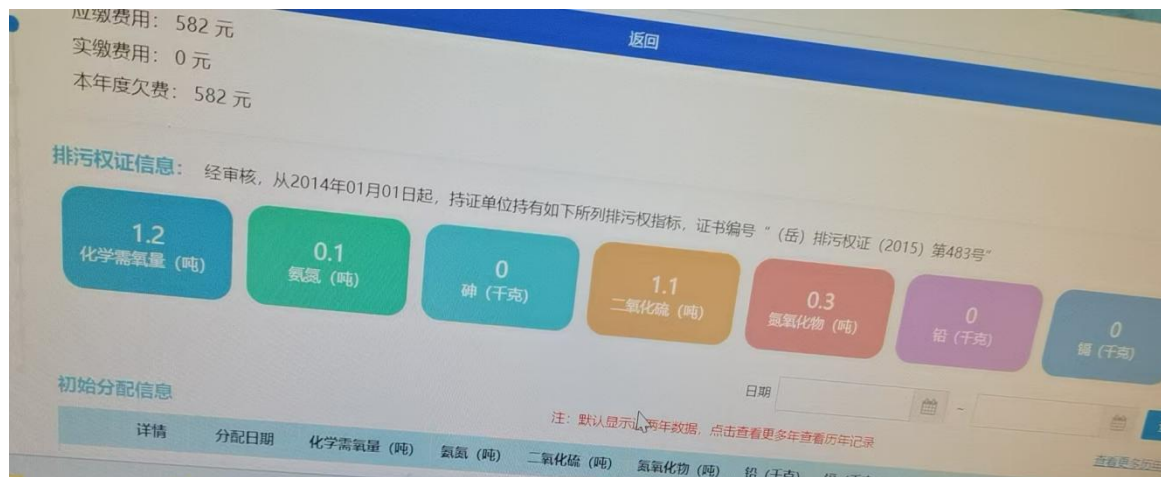 应缴费用： 582 元
返回
实缴费用： 0 元
本年度欠费： 582 元
排污权证信息： 经审核，从2014年01月01日起，持证单位持有如下所列排污权指标，证书编号 “（岳）排污权证（2015）第483号”
1.2
化学需氧量（吨）
0.1
氨氮（吨）
0
砷（千克）
1.1
二氧化硫（吨）
0.3
氮氧化物（吨）
0
铅（千克）
0
镉（千克）
初始分配信息
日期
~
注：默认显示近两年数据，点击查看更多年查看历年记录
查看更多历年
详情 分配日期 化学需氧量（吨） 氨氮（吨） 二氧化硫（吨） 氮氧化物（吨） 铅（千克）